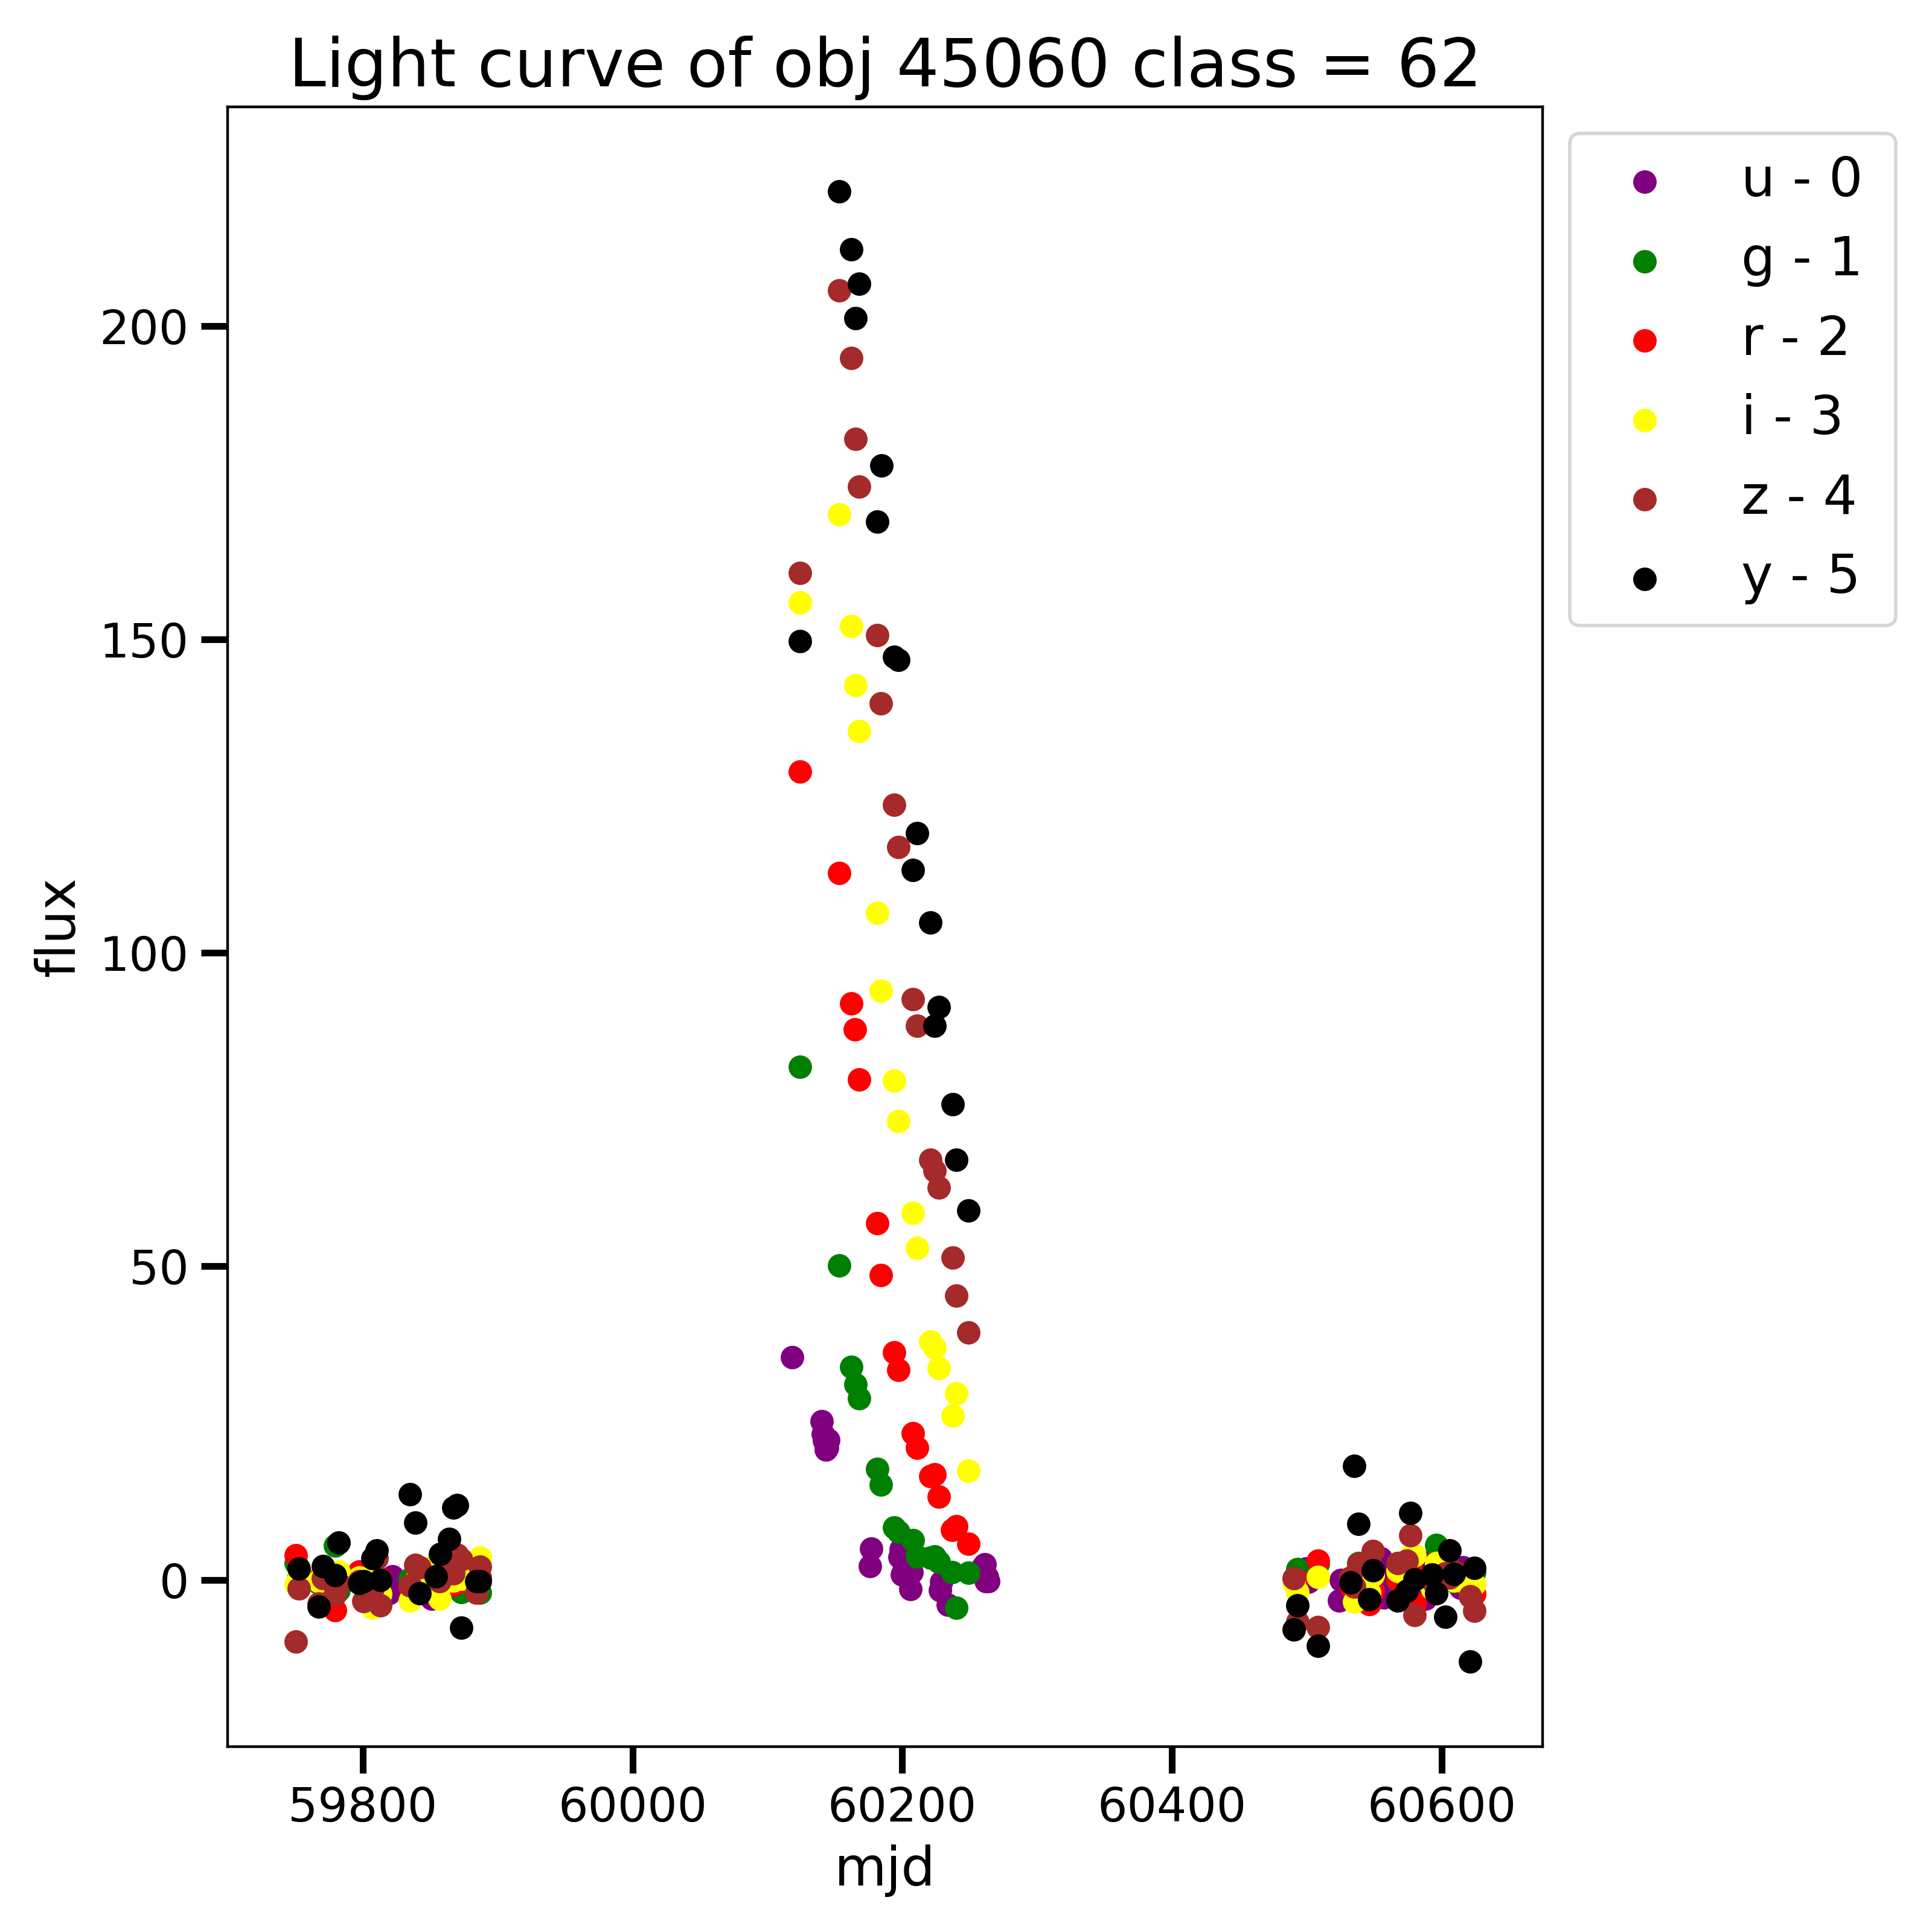 Light curve of obj 45060 class = 62
u - 0
g - 1
r - 2
i - 3
z - 4
y - 5
200
150
100
50
0
flux
59800 60000 60200 60400 60600
mjd